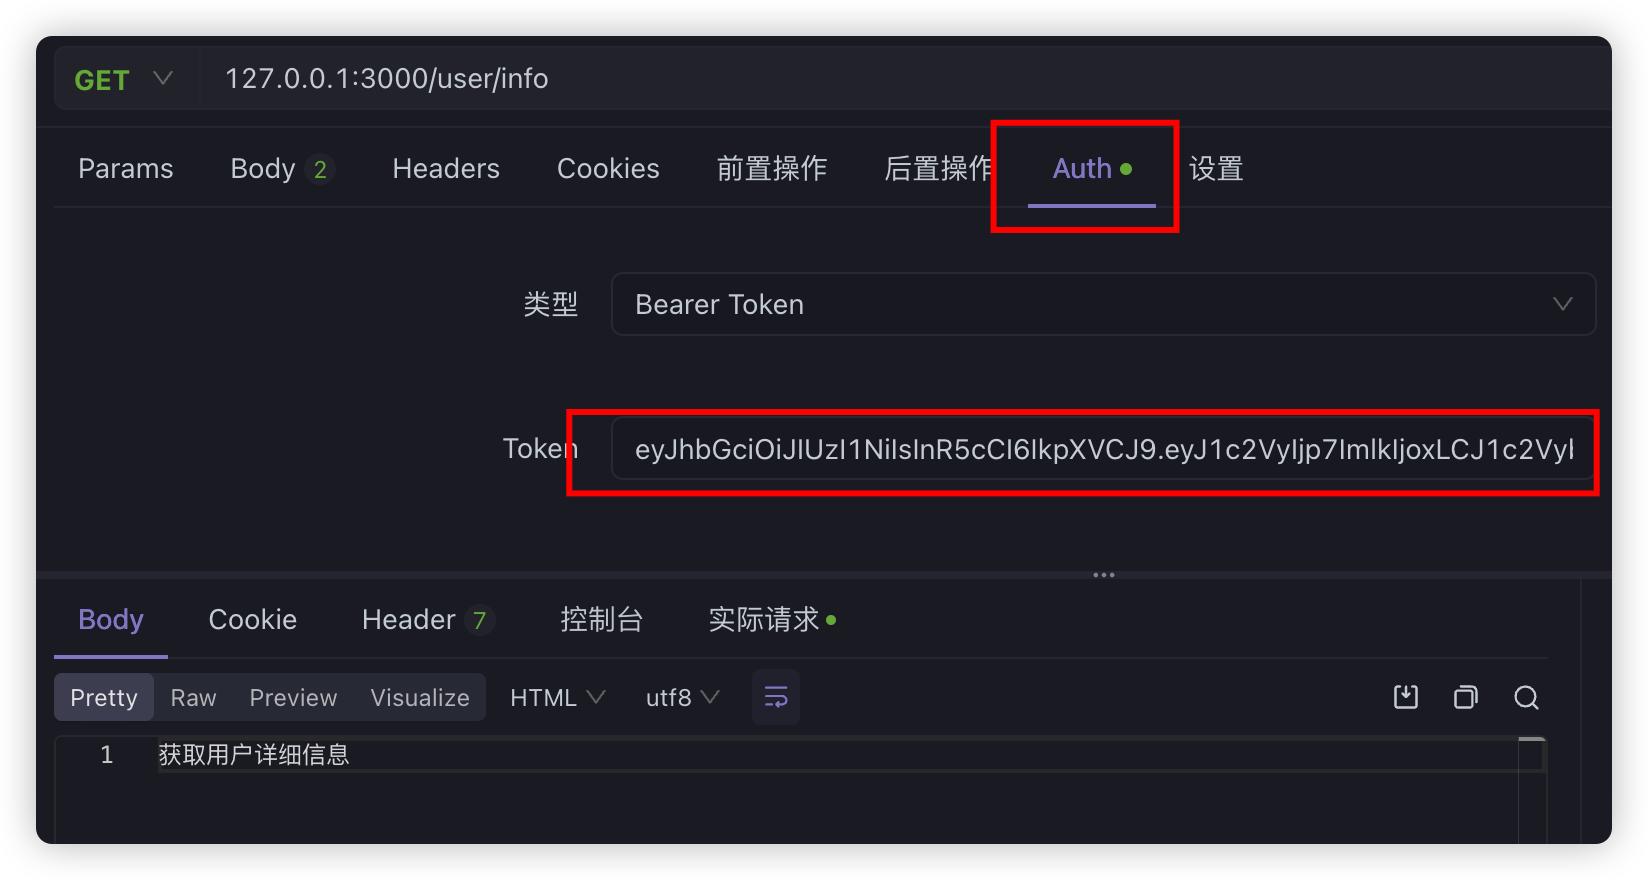 GET 127.0.0.1:3000/user/info
Params Body 2 Headers Cookies 前置操作 后置操作 Auth 设置
类型 Bearer Token
Token eyJhbGciOiJIUzI1NiIsInR5cCI6IkpXVCJ9.eyJ1c2VyIjp7ImlkIjoxLCJ1c2Vyb
Body Cookie Header 7 控制台 实际请求
Pretty Raw Preview Visualize HTML utf8
1 获取用户详细信息